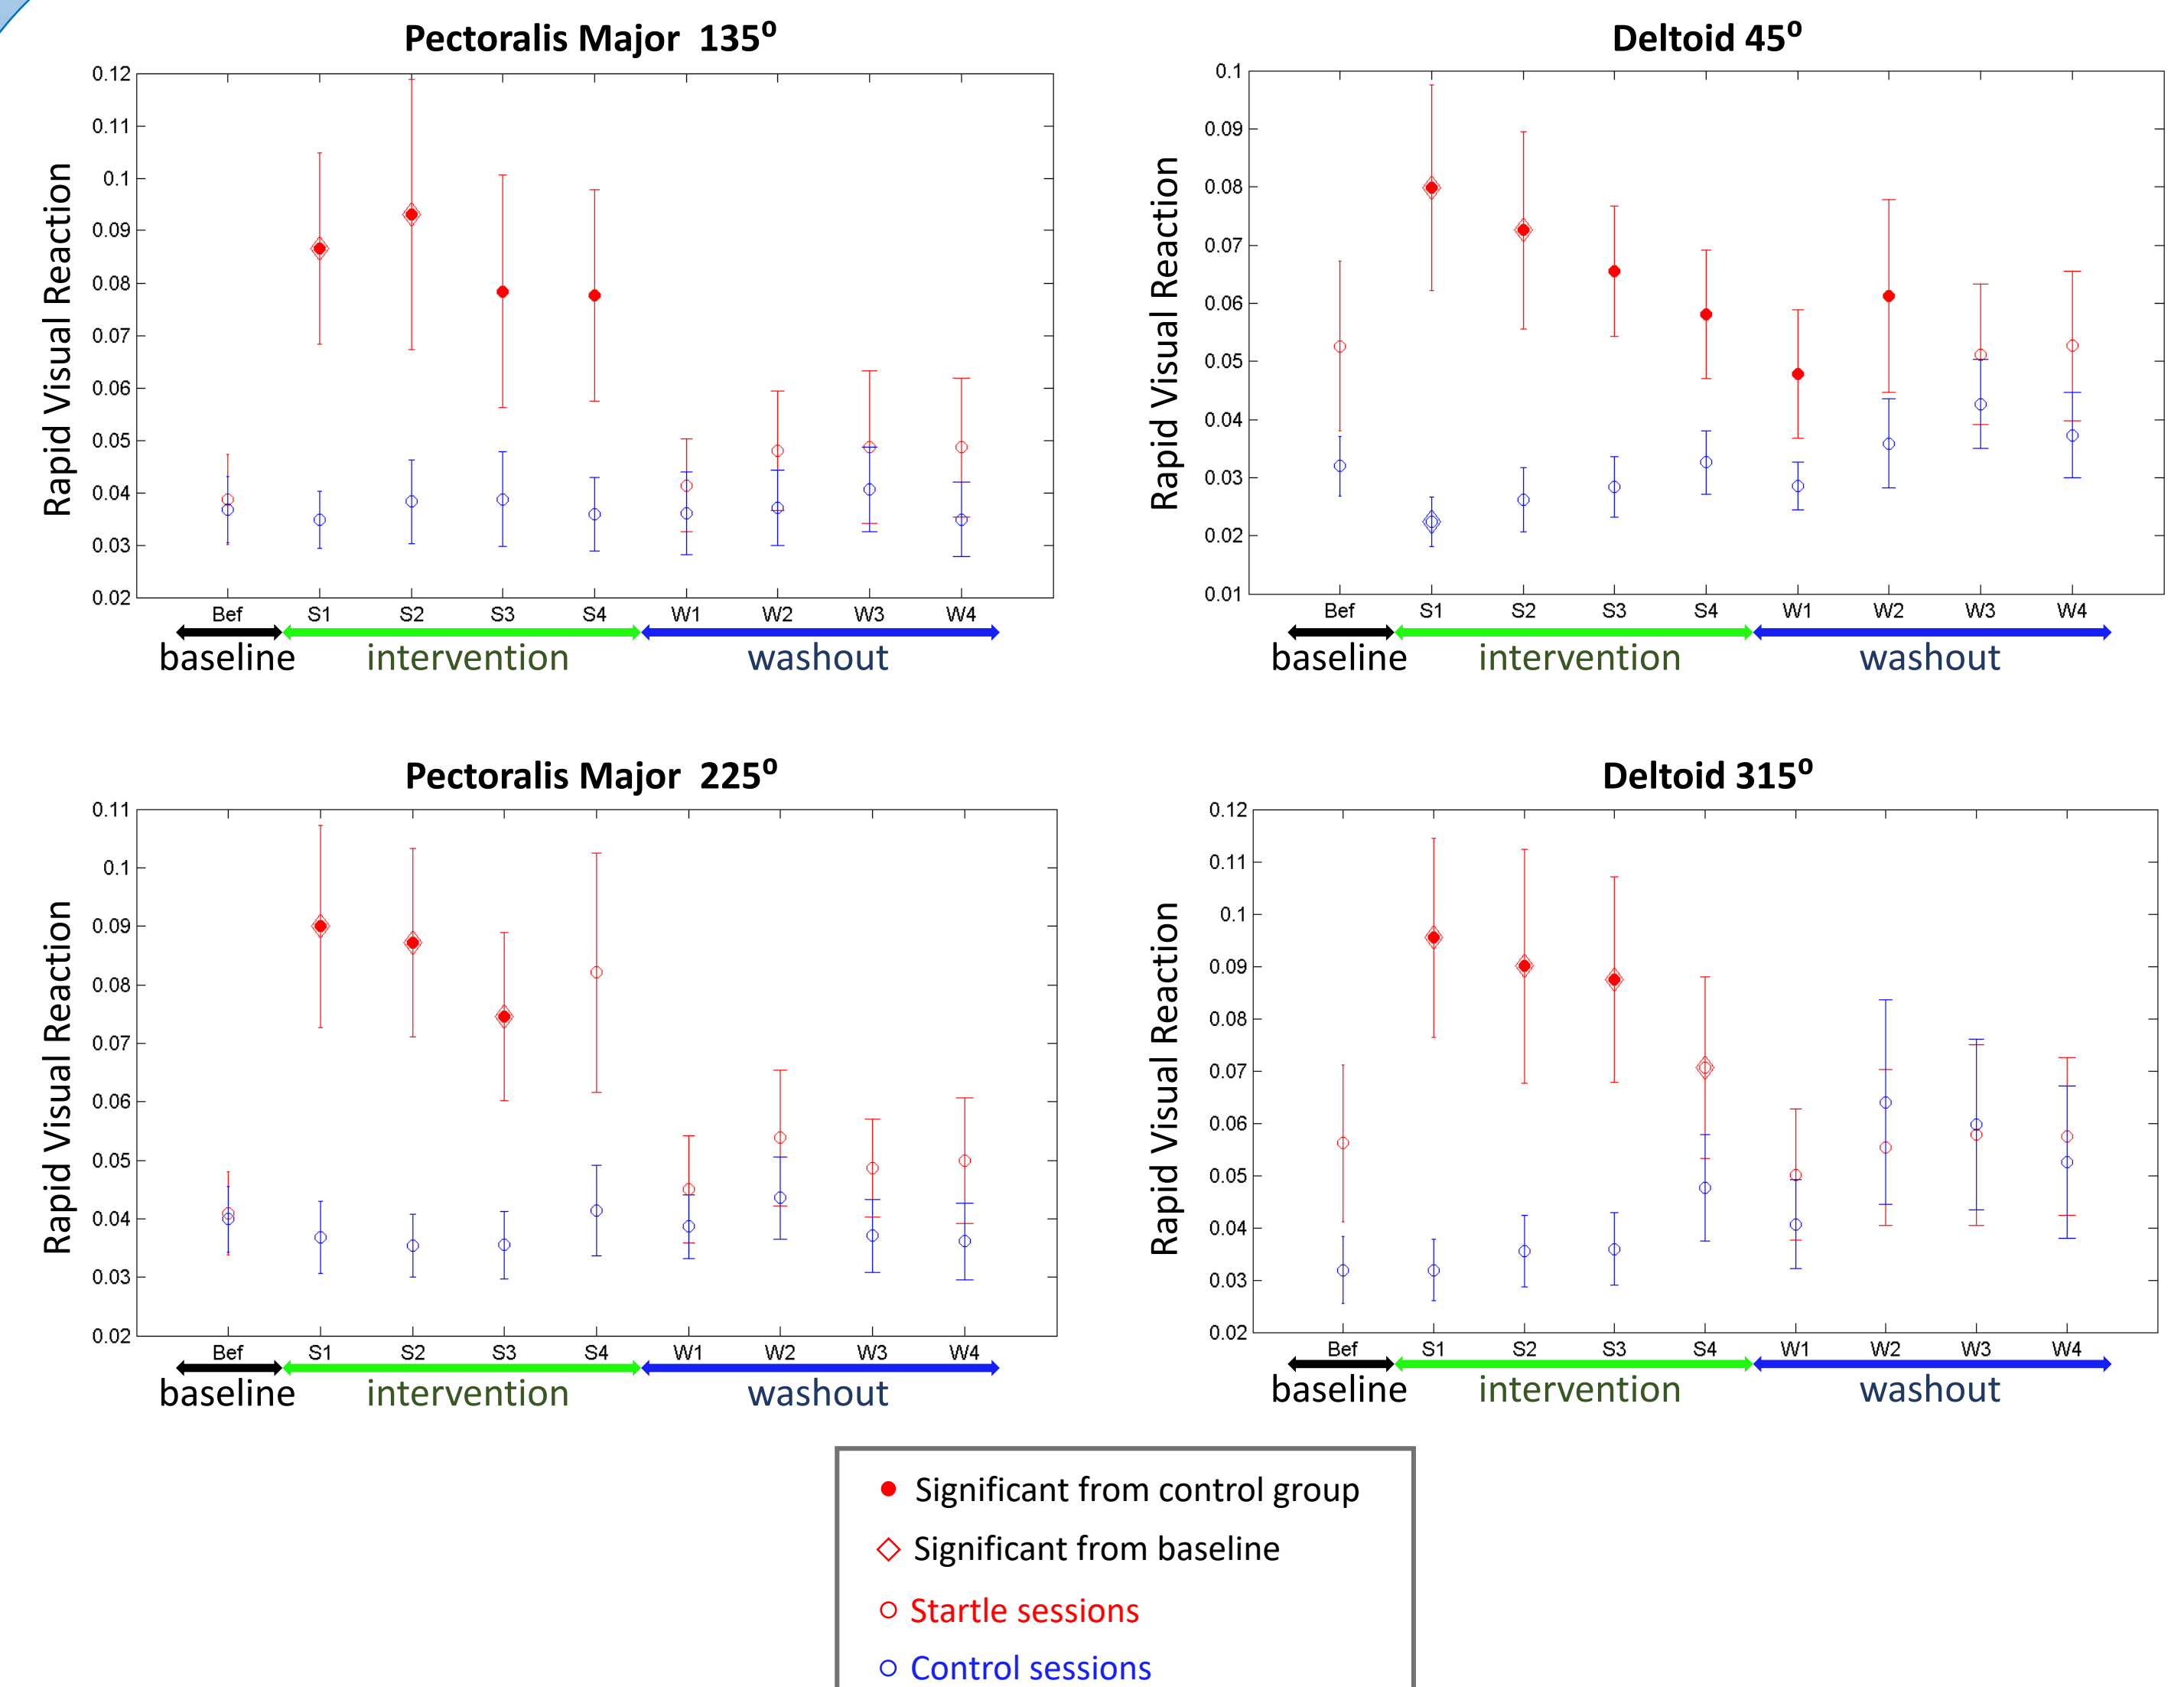 Pectoralis Major 135⁰
Rapid Visual Reaction
0.12
0.11
0.1
0.09
0.08
0.07
0.06
0.05
0.04
0.03
0.02
Bef S1 S2 S3 S4 W1 W2 W3 W4
baseline intervention washout
Deltoid 45⁰
Rapid Visual Reaction
0.1
0.09
0.08
0.07
0.06
0.05
0.04
0.03
0.02
0.01
Bef S1 S2 S3 S4 W1 W2 W3 W4
baseline intervention washout
Pectoralis Major 225⁰
Rapid Visual Reaction
0.11
0.1
0.09
0.08
0.07
0.06
0.05
0.04
0.03
0.02
Bef S1 S2 S3 S4 W1 W2 W3 W4
baseline intervention washout
Deltoid 315⁰
Rapid Visual Reaction
0.12
0.11
0.1
0.09
0.08
0.07
0.06
0.05
0.04
0.03
0.02
Bef S1 S2 S3 S4 W1 W2 W3 W4
baseline intervention washout
Significant from control group
Significant from baseline
Startle sessions
Control sessions